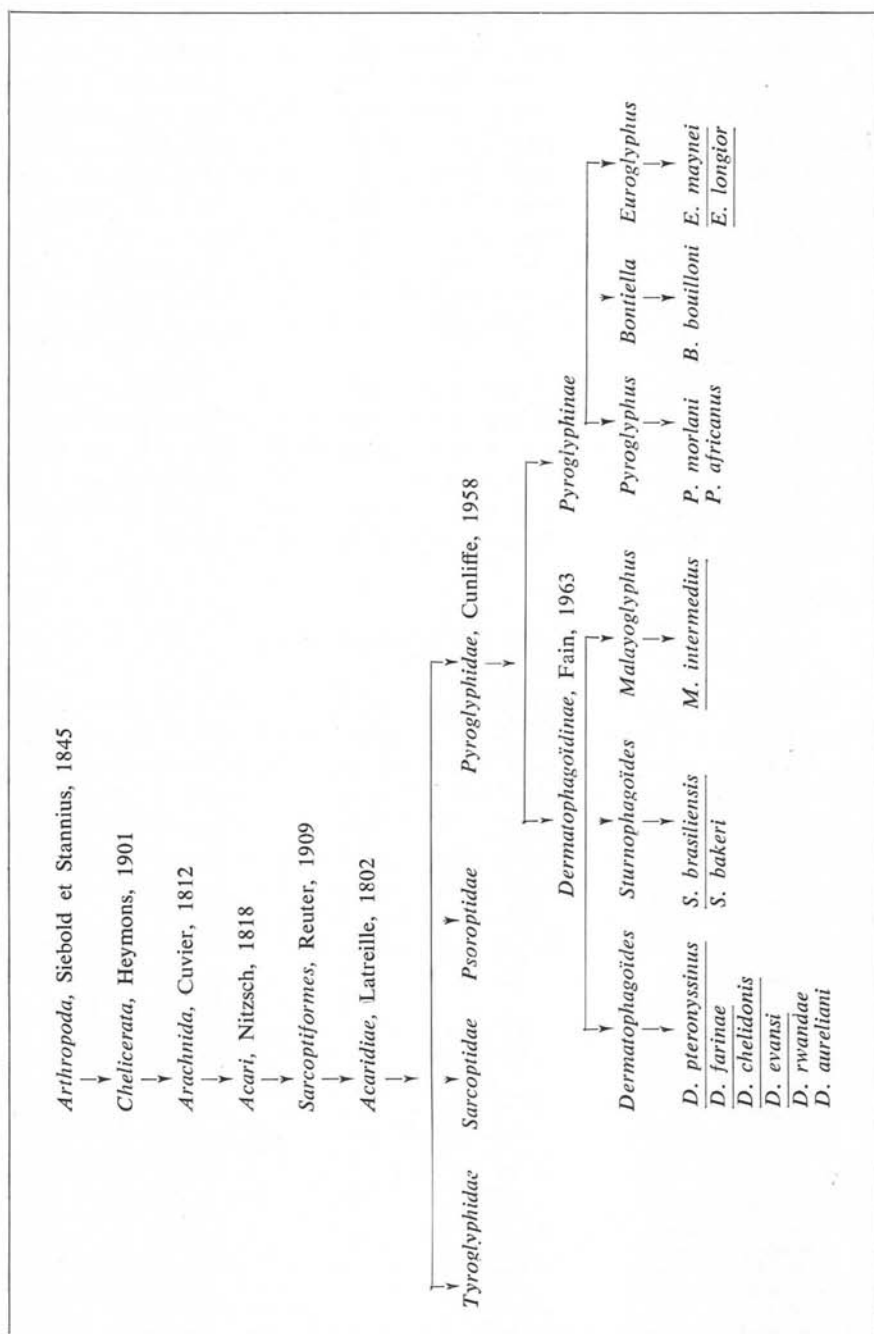 Arthropoda, Siebold et Stannius, 1845
Chelicerata, Heymons, 1901
Arachnida, Cuvier, 1812
Acari, Nitzsch, 1818
Sarcoptiformes, Reuter, 1909
Acaridiae, Latreille, 1802
Tyroglyphidae Sarcoptidae Psoroptidae Pyroglyphidae, Cunliffe, 1958
Dermatophagoïdinae, Fain, 1963 Pyroglyphinae
Dermatophagoïdes Sturnophagoïdes Malayoglyphus Pyroglyphus Bontiella Euroglyphus
D. pteronyssinus S. brasiliensis M. intermedius P. morlani B. bouilloni E. maynei
D. farinae S. bakeri P. africanus E. longior
D. chelidonis
D. evansi
D. rwandae
D. aureliani